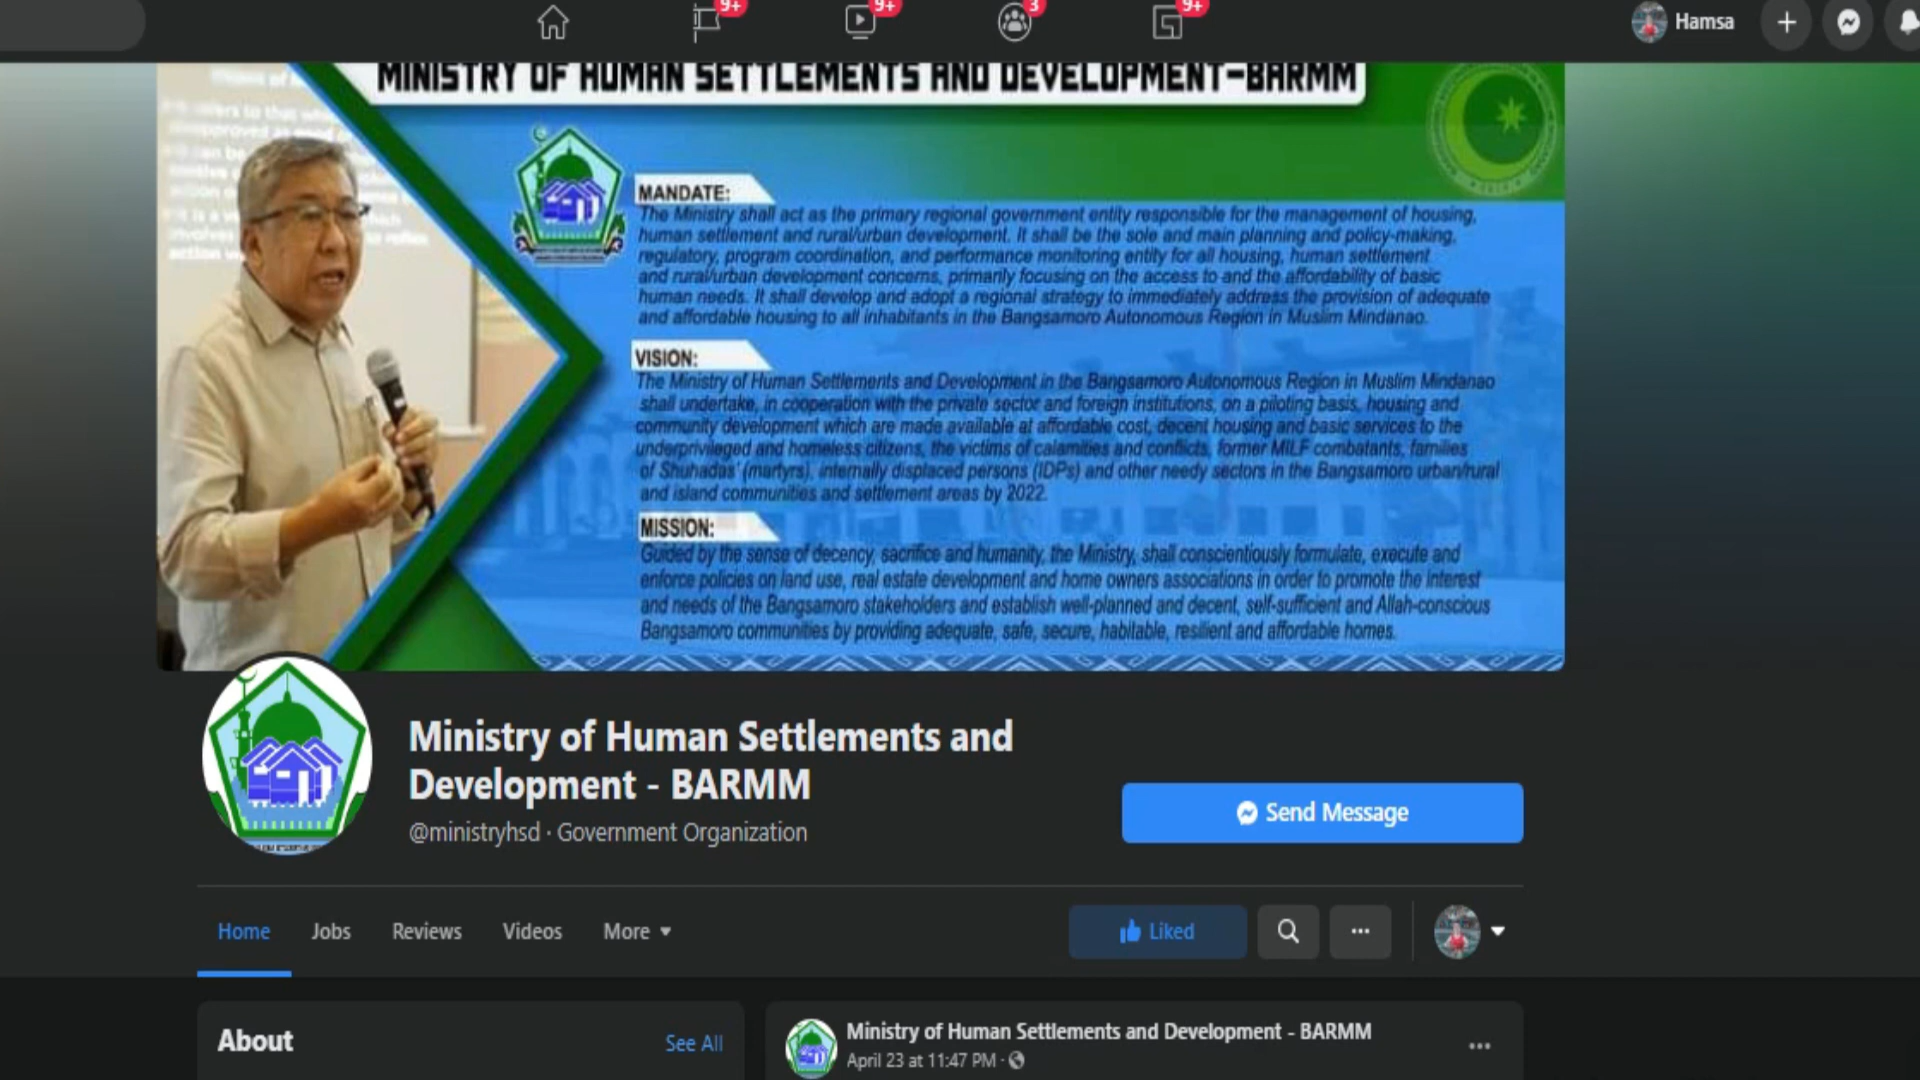 9+
9+
3
9+
Hamsa
MINISTRY OF HUMAN SETTLEMENTS AND DEVELOPMENT-BARMM
MANDATE:
The Ministry shall act as the primary regional government entity responsible for the management of housing,
human settlement and rural/urban development. It shall be the sole and main planning and policy-making,
regulatory, program coordination, and performance monitoring entity for all housing, human settlement
and rural/urban development concerns, primarily focusing on the access to and the affordability of basic
human needs. It shall develop and adopt a regional strategy to immediately address the provision of adequate
and affordable housing to all inhabitants in the Bangsamoro Autonomous Region in Muslim Mindanao.
VISION:
The Ministry of Human Settlements and Development in the Bangsamoro Autonomous Region in Muslim Mindanao
shall undertake, in cooperation with the private sector and foreign institutions, on a piloting basis, housing and
community development which are made available at affordable cost, decent housing and basic services to the
underprivileged and homeless citizens, the victims of calamities and conflicts, former MILF combatants, families
of Shuhadas' (martyrs), internally displaced persons (IDPs) and other needy sectors in the Bangsamoro urban/rural
and island communities and settlement areas by 2022.
MISSION:
Guided by the sense of decency, sacrifice and humanity, the Ministry, shall conscientiously formulate, execute and
enforce policies on land use, real estate development and home owners associations in order to promote the interest
and needs of the Bangsamoro stakeholders and establish well-planned and decent, self-sufficient and Allah-conscious
Bangsamoro communities by providing adequate, safe, secure, habitable, resilient and affordable homes.
Ministry of Human Settlements and
Development - BARMM
@ministryhsd · Government Organization
Send Message
Home Jobs Reviews Videos More
Liked
About
See All
Ministry of Human Settlements and Development - BARMM
April 23 at 11:47 PM ·